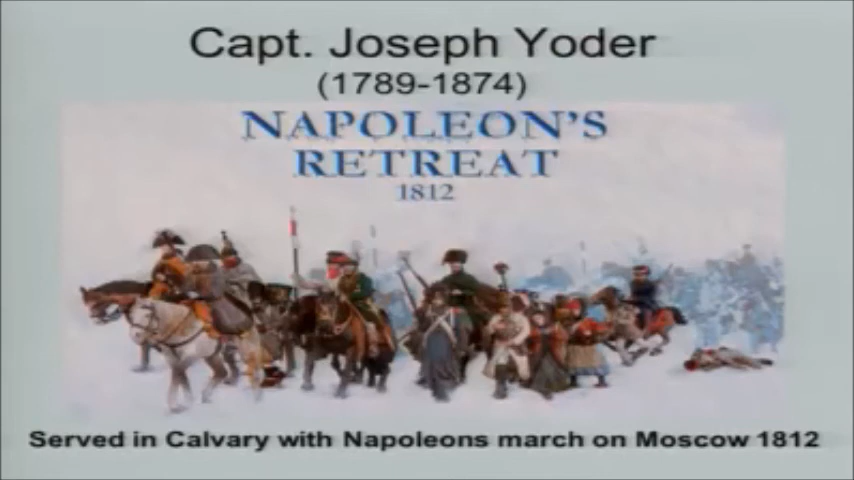 Capt. Joseph Yoder
(1789-1874)
NAPOLEON'S
RETREAT
1812
Served in Calvary with Napoleons march on Moscow 1812